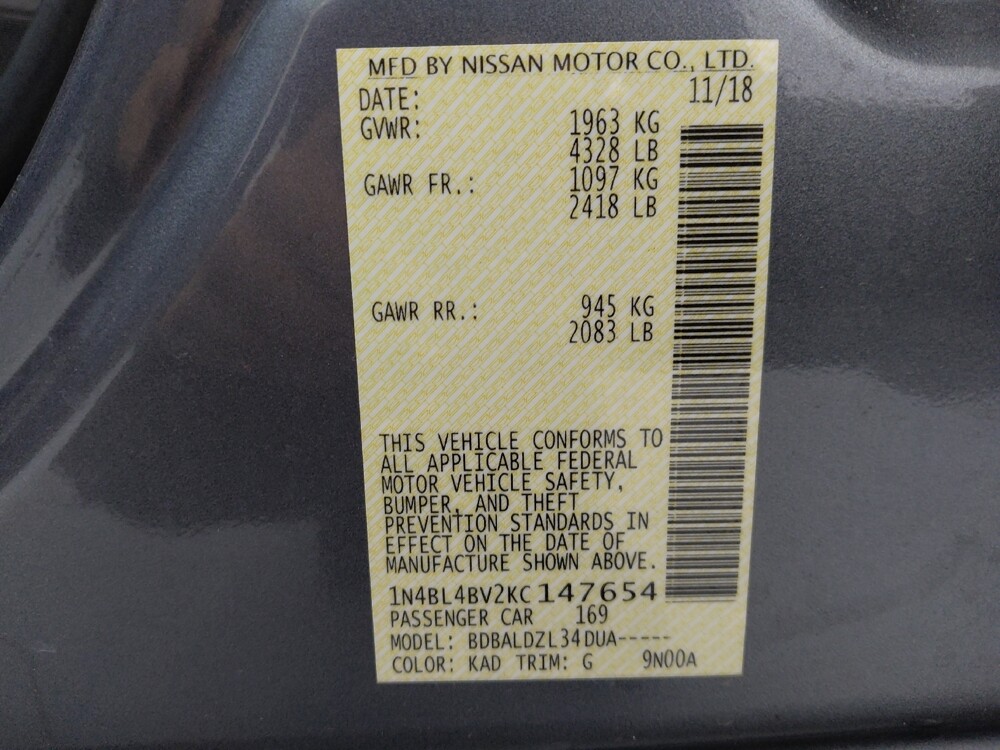 MFD BY NISSAN MOTOR CO., LTD.
DATE: 11/18
GVWR: 1963 KG
4328 LB
GAWR FR.: 1097 KG
2418 LB
GAWR RR.: 945 KG
2083 LB
THIS VEHICLE CONFORMS TO
ALL APPLICABLE FEDERAL
MOTOR VEHICLE SAFETY,
BUMPER, AND THEFT
PREVENTION STANDARDS IN
EFFECT ON THE DATE OF
MANUFACTURE SHOWN ABOVE.
1N4BL4BV2KC147654
PASSENGER CAR 169
MODEL: BDBALDZL34DUA-----
COLOR: KAD TRIM: G 9N00A